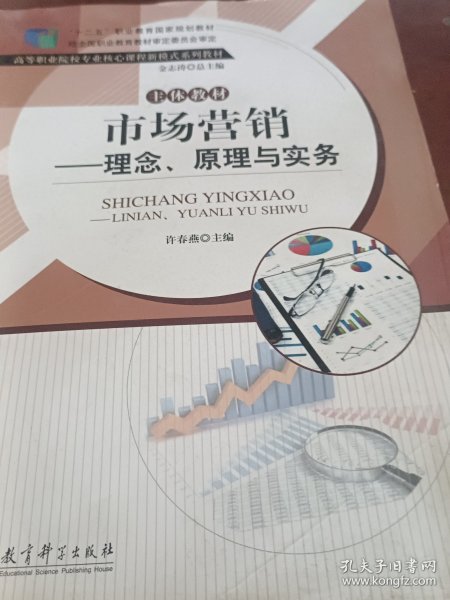 "十二五"职业教育国家规划教材
经全国职业教育教材审定委员会审定
高等职业院校专业核心课程新模式系列教材
金志涛◎总主编
主体教材
市场营销
——理念、原理与实务
SHICHANG YINGXIAO
——LINIAN、YUANLI YU SHIWU
许春燕◎主编
教育科学出版社
Educational Science Publishing House
孔夫子旧书网
www.kongfz.com